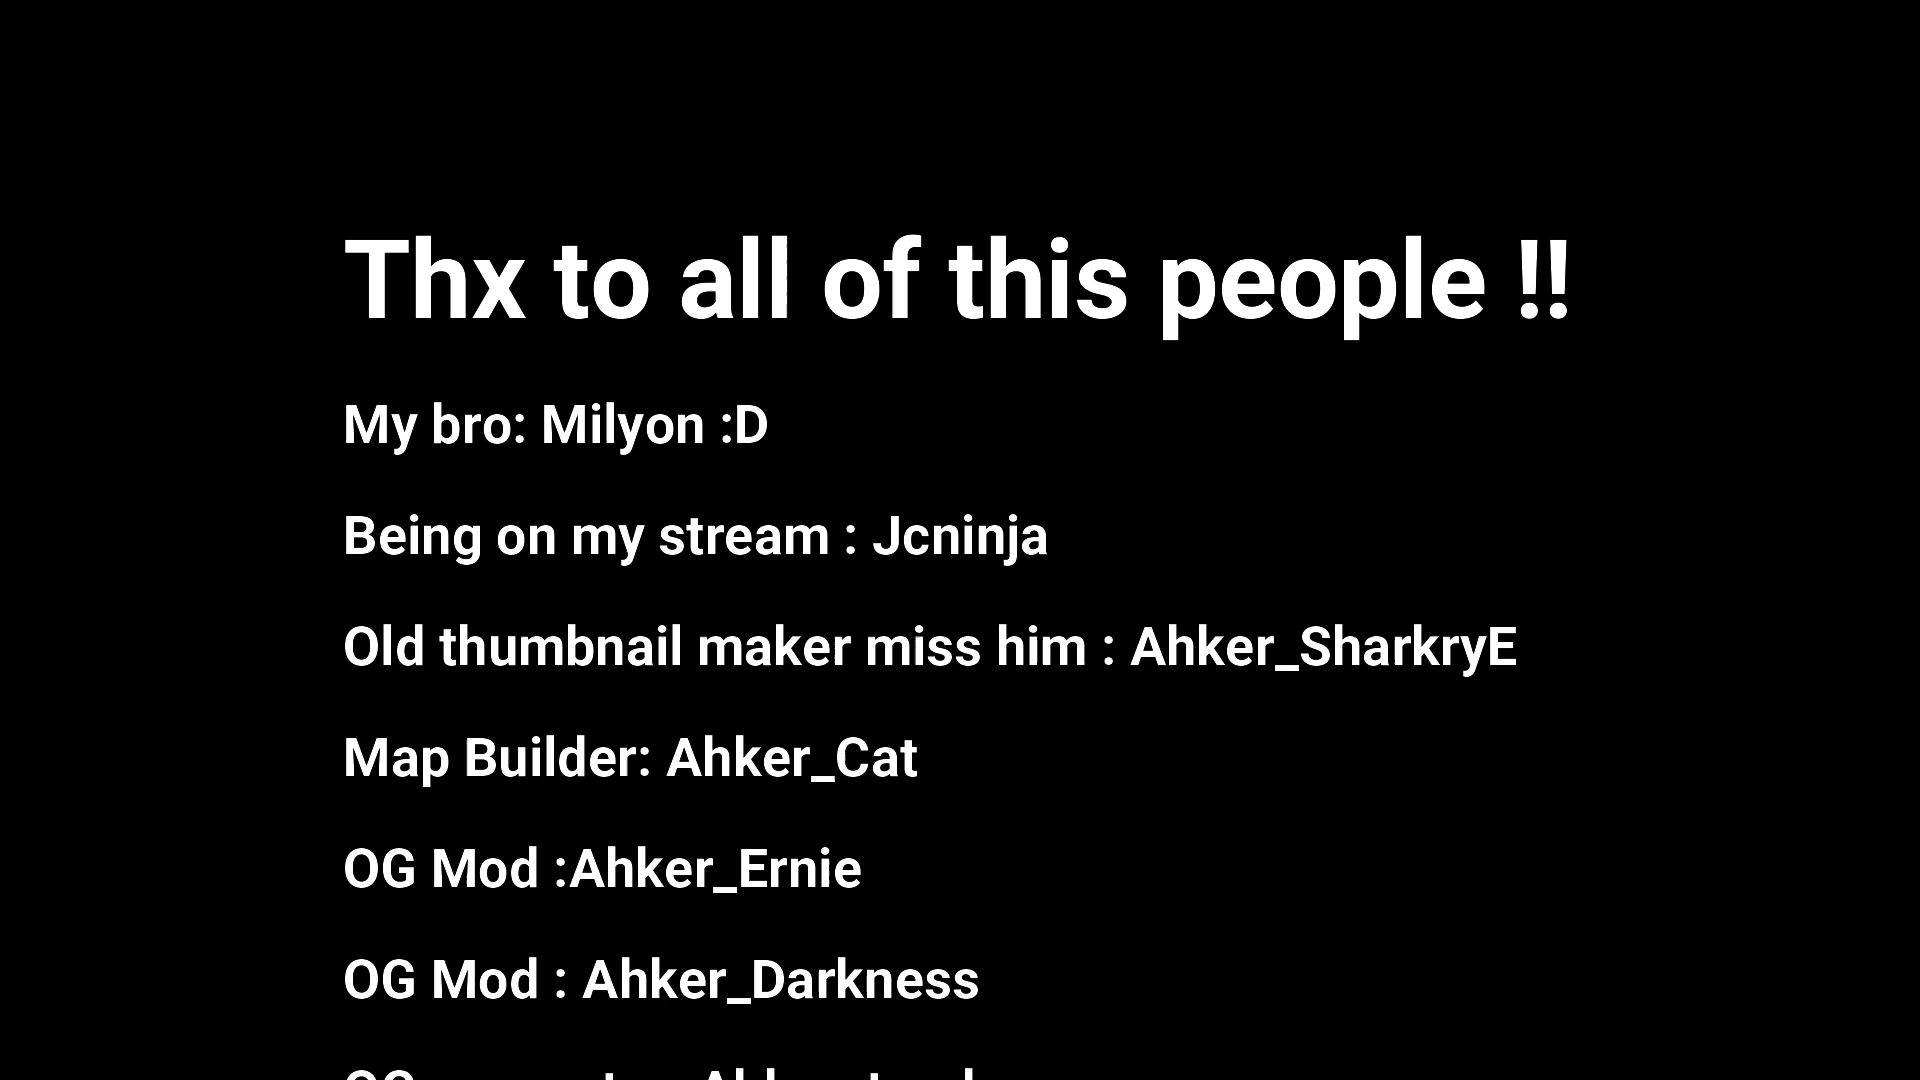 Thx to all of this people !!
My bro: Milyon :D
Being on my stream : Jcninja
Old thumbnail maker miss him : Ahker_SharkryE
Map Builder: Ahker_Cat
OG Mod :Ahker_Ernie
OG Mod : Ahker_Darkness
OG